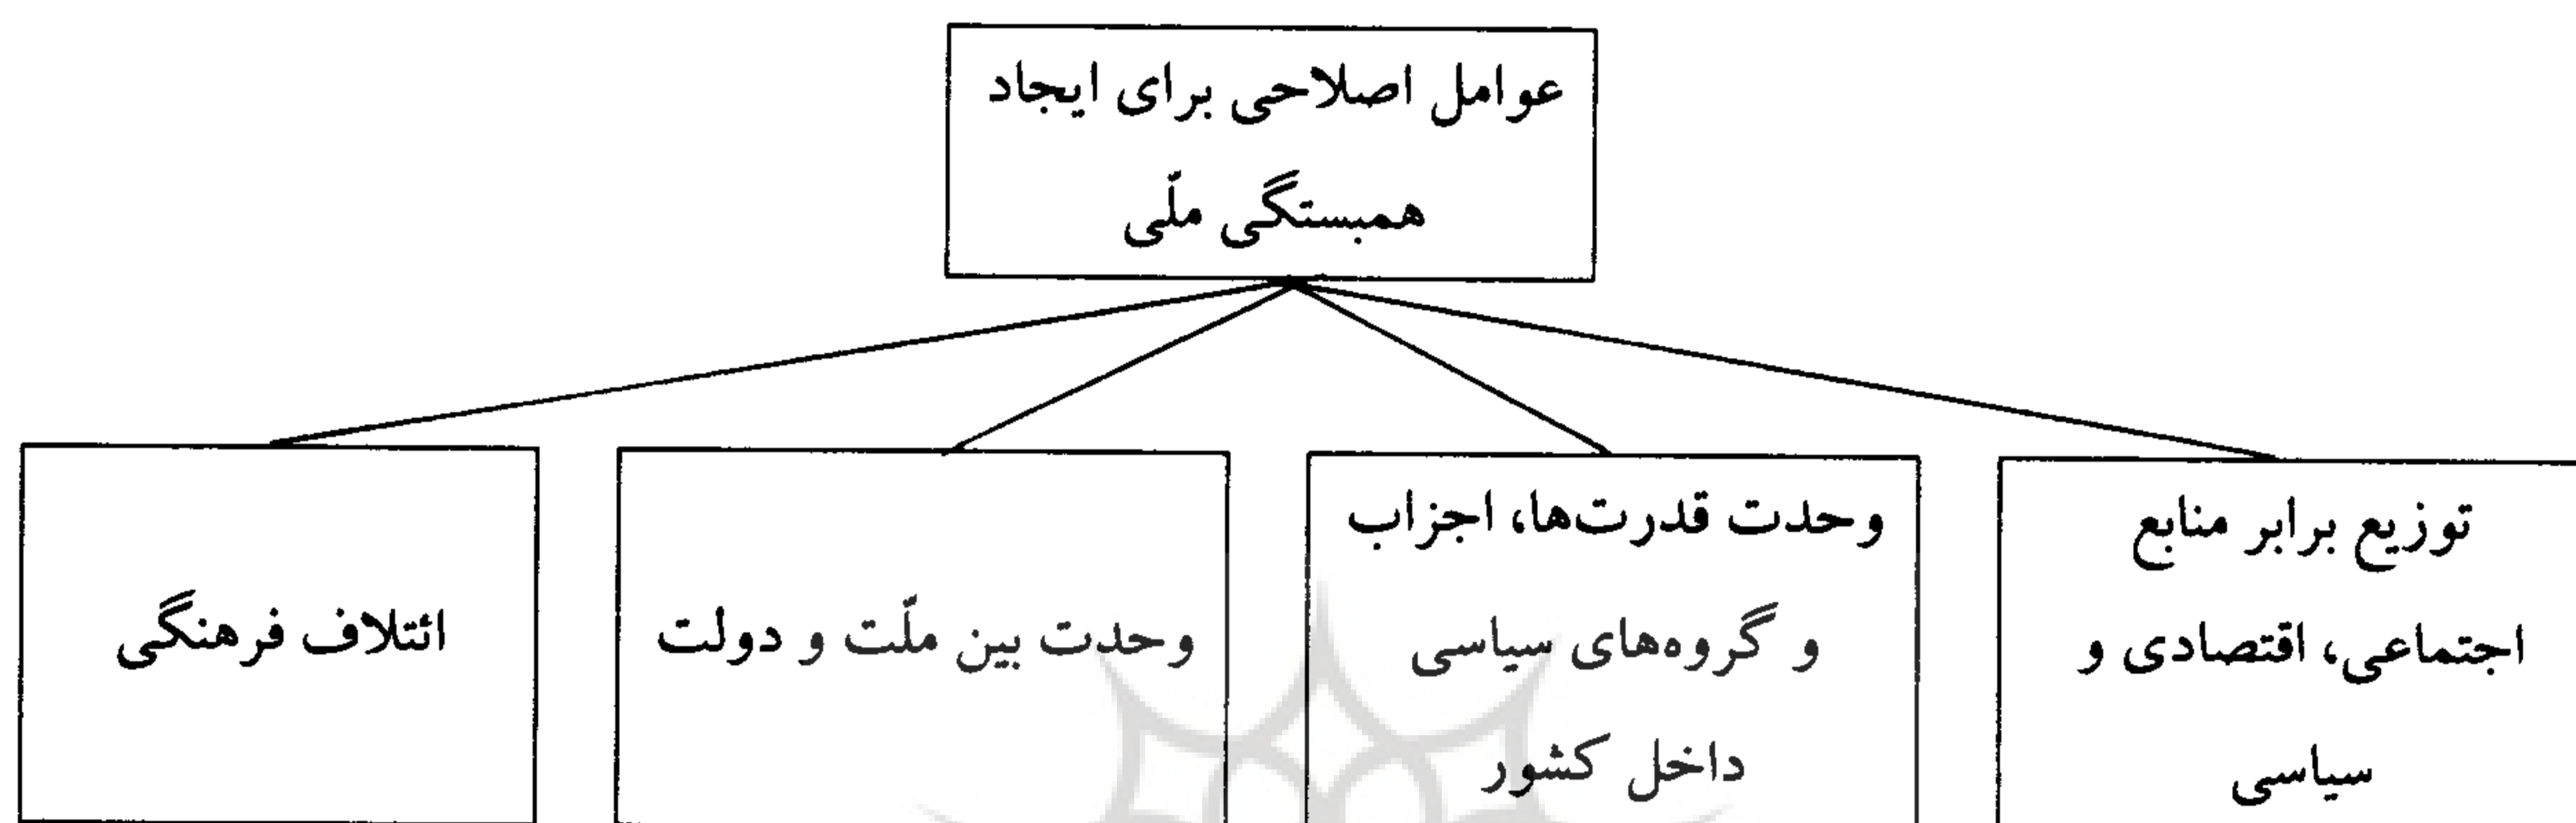 عوامل اصلاحی برای ایجاد
همبستگی ملّی
توزیع برابر منابع
اجتماعی، اقتصادی و
سیاسی
وحدت قدرت‌ها، اجزاب
و گروه‌های سیاسی
داخل کشور
وحدت بین ملّت و دولت
ائتلاف فرهنگی